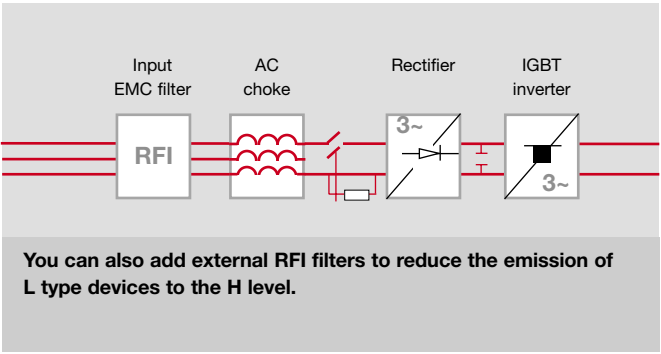 Input
EMC filter
AC
choke
Rectifier
IGBT
inverter
RFI
3~
3~
You can also add external RFI filters to reduce the emission of
L type devices to the H level.